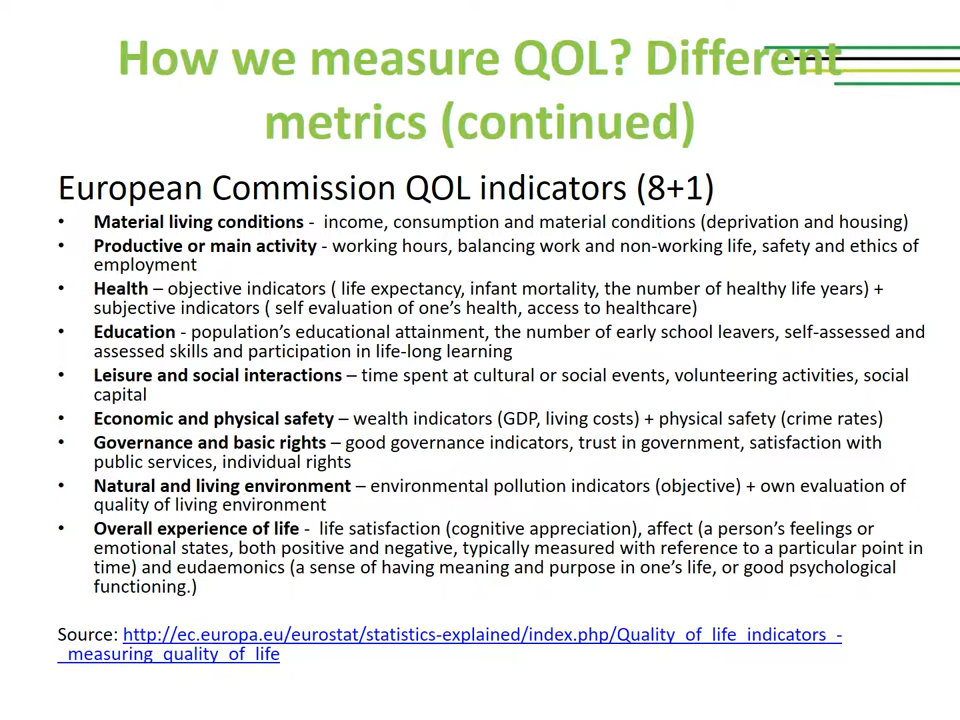 How we measure QOL? Different
metrics (continued)
European Commission QOL indicators (8+1)
• Material living conditions -  income, consumption and material conditions (deprivation and housing)
• Productive or main activity - working hours, balancing work and non-working life, safety and ethics of
employment
• Health – objective indicators ( life expectancy, infant mortality, the number of healthy life years) +
subjective indicators ( self evaluation of one's health, access to healthcare)
• Education - population's educational attainment, the number of early school leavers, self-assessed and
assessed skills and participation in life-long learning
• Leisure and social interactions – time spent at cultural or social events, volunteering activities, social
capital
• Economic and physical safety – wealth indicators (GDP, living costs) + physical safety (crime rates)
• Governance and basic rights – good governance indicators, trust in government, satisfaction with
public services, individual rights
• Natural and living environment – environmental pollution indicators (objective) + own evaluation of
quality of living environment
• Overall experience of life -  life satisfaction (cognitive appreciation), affect (a person's feelings or
emotional states, both positive and negative, typically measured with reference to a particular point in
time) and eudaemonics (a sense of having meaning and purpose in one's life, or good psychological
functioning.)
Source: http://ec.europa.eu/eurostat/statistics-explained/index.php/Quality_of_life_indicators_-
_measuring_quality_of_life